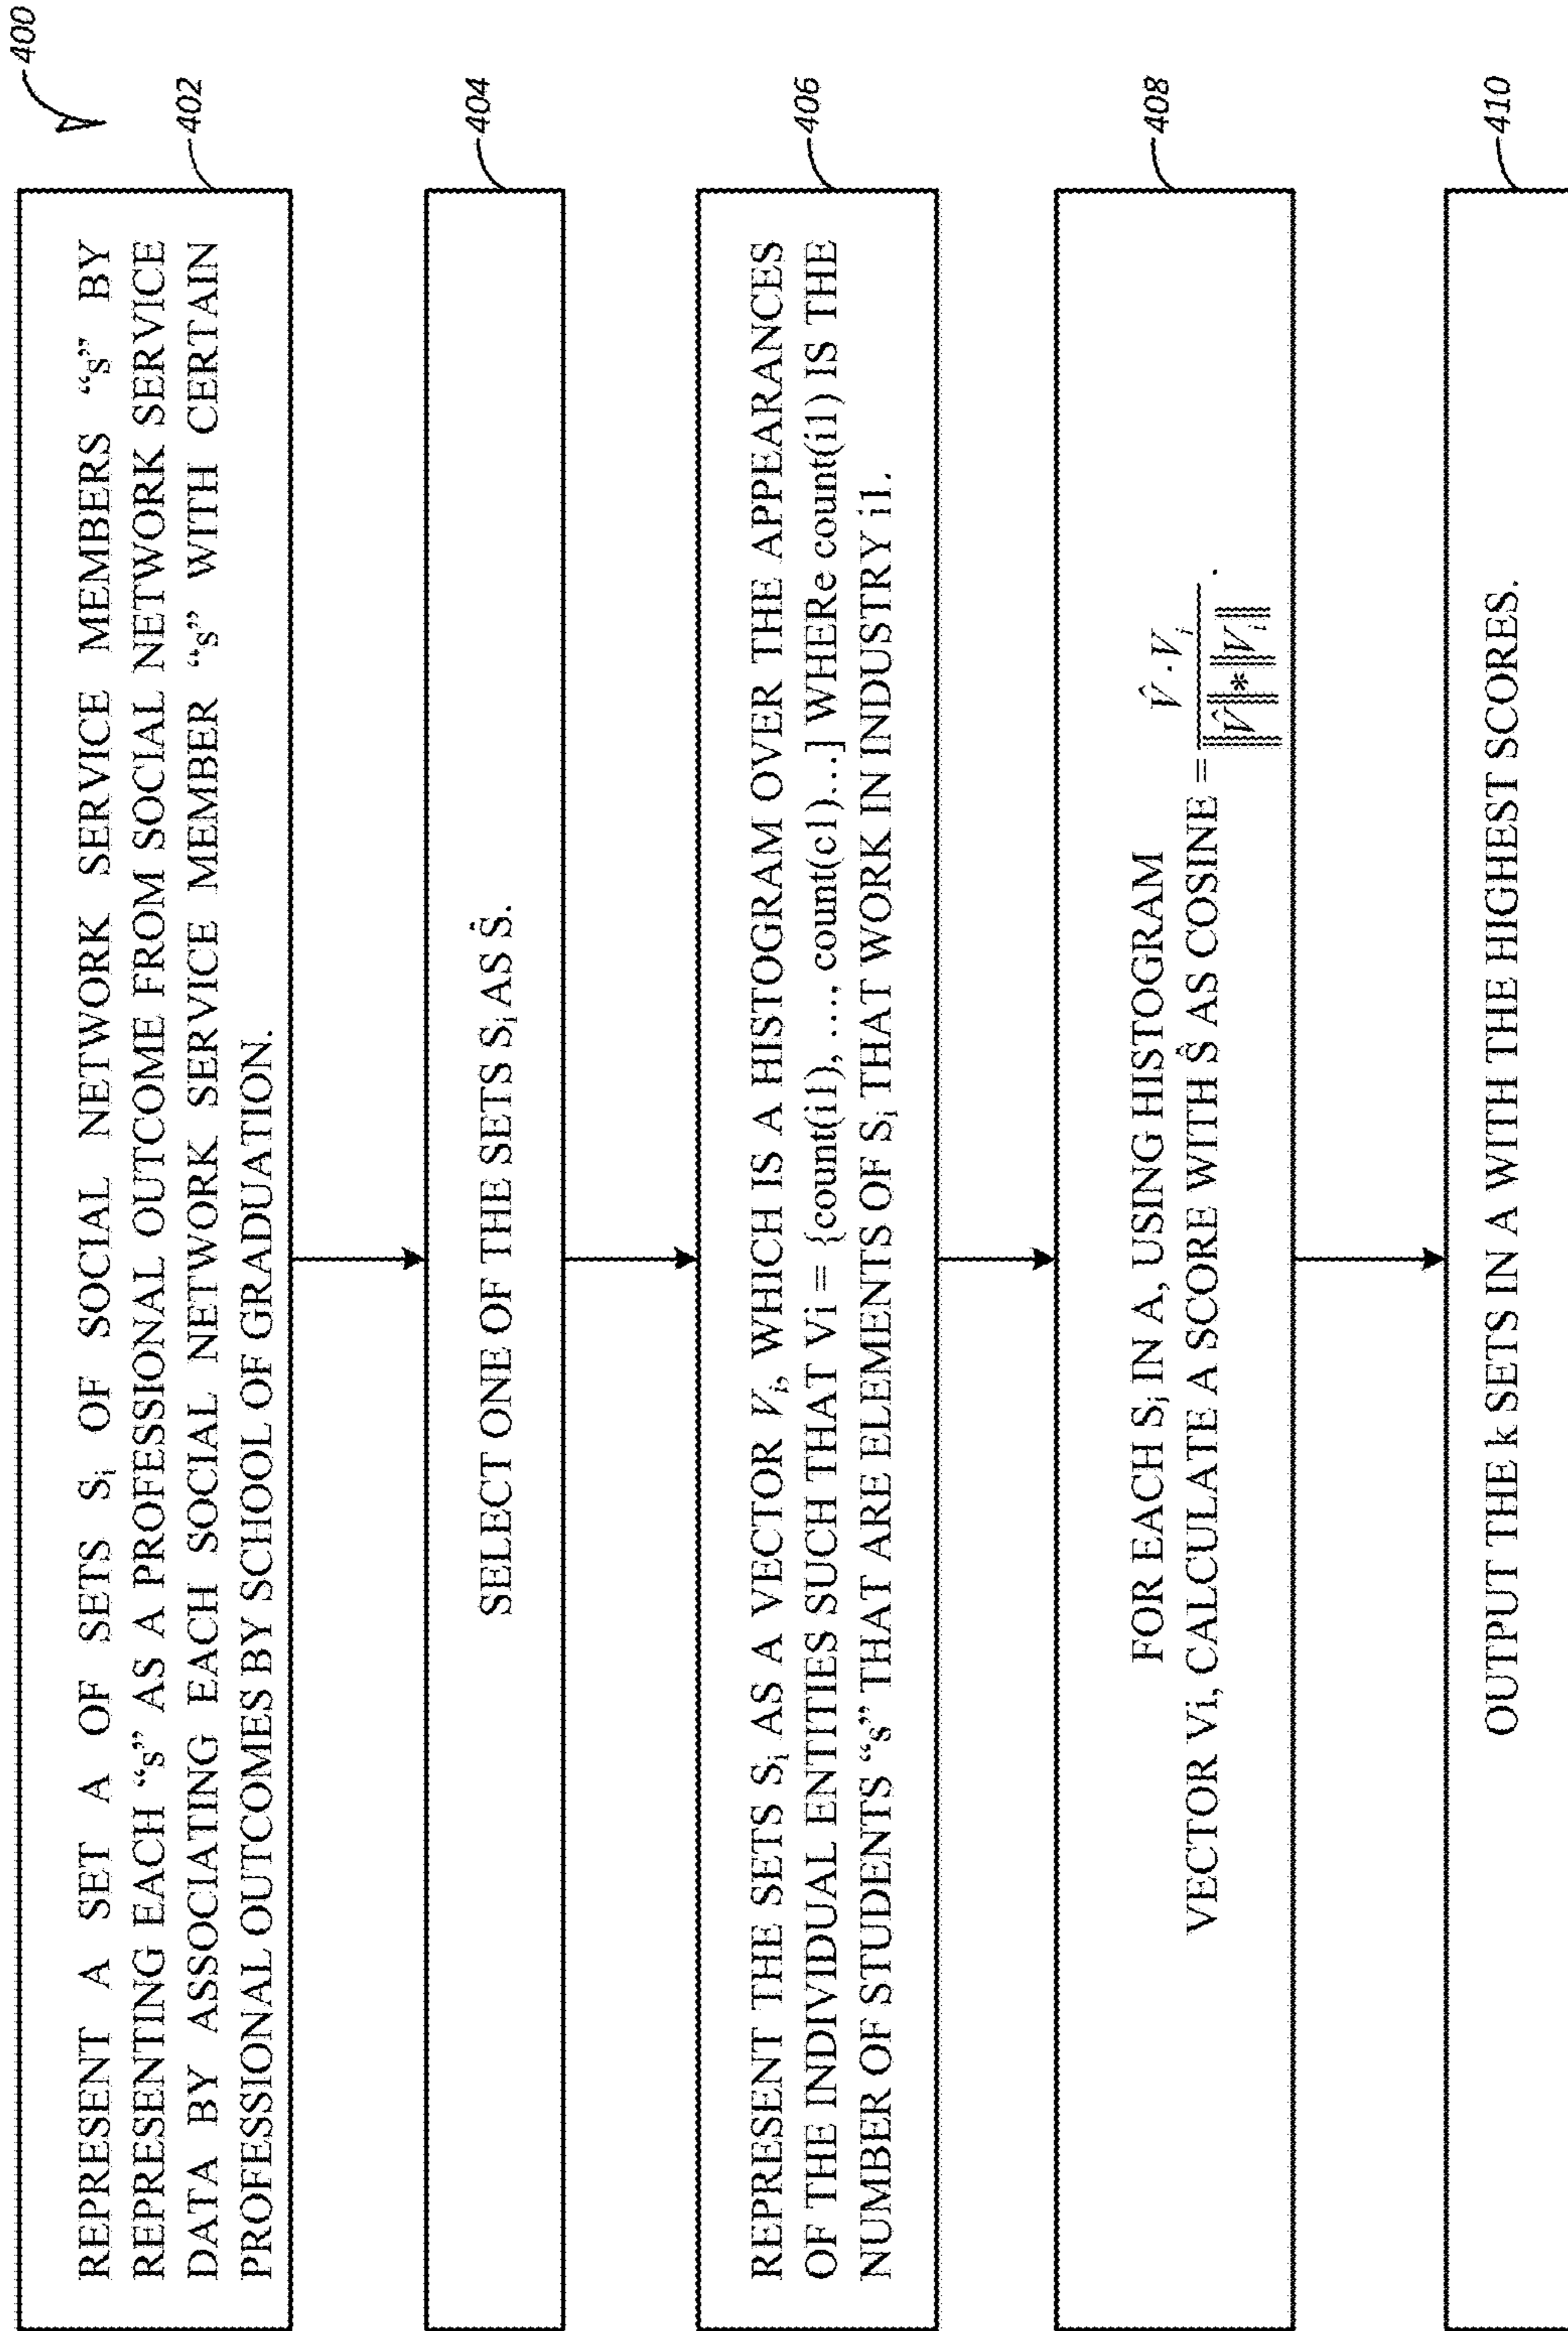 400
402
REPRESENT A SET A OF SETS Sᵢ OF SOCIAL NETWORK SERVICE MEMBERS “s” BY
REPRESENTING EACH “s” AS A PROFESSIONAL OUTCOME FROM SOCIAL NETWORK SERVICE
DATA BY ASSOCIATING EACH SOCIAL NETWORK SERVICE MEMBER “s” WITH CERTAIN
PROFESSIONAL OUTCOMES BY SCHOOL OF GRADUATION.
404
SELECT ONE OF THE SETS Sᵢ AS Ŝ.
406
REPRESENT THE SETS Sᵢ AS A VECTOR Vᵢ, WHICH IS A HISTOGRAM OVER THE APPEARANCES
OF THE INDIVIDUAL ENTITIES SUCH THAT Vi = {count(i1), …., count(c1)…] WHERe count(i1) IS THE
NUMBER OF STUDENTS “s” THAT ARE ELEMENTS OF Sᵢ THAT WORK IN INDUSTRY i1.
408
FOR EACH Sᵢ IN A, USING HISTOGRAM
VECTOR Vi, CALCULATE A SCORE WITH Ŝ AS COSINE = V̂ · Vᵢ / ‖V̂‖ * ‖Vᵢ‖ .
410
OUTPUT THE k SETS IN A WITH THE HIGHEST SCORES.